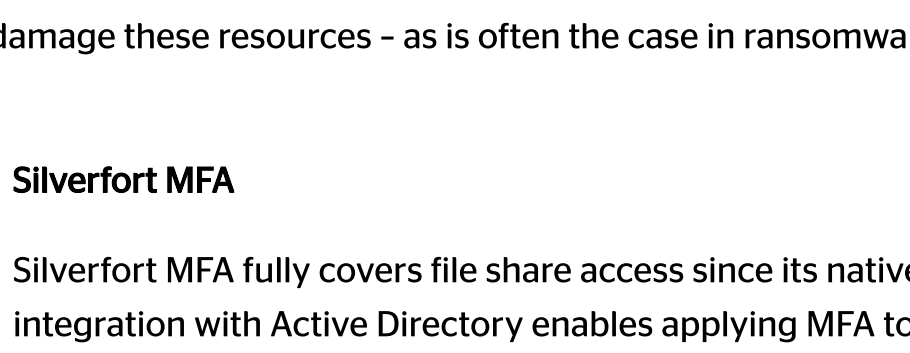 damage these resources – as is often the case in ransomwa
Silverfort MFA
Silverfort MFA fully covers file share access since its native
integration with Active Directory enables applying MFA to